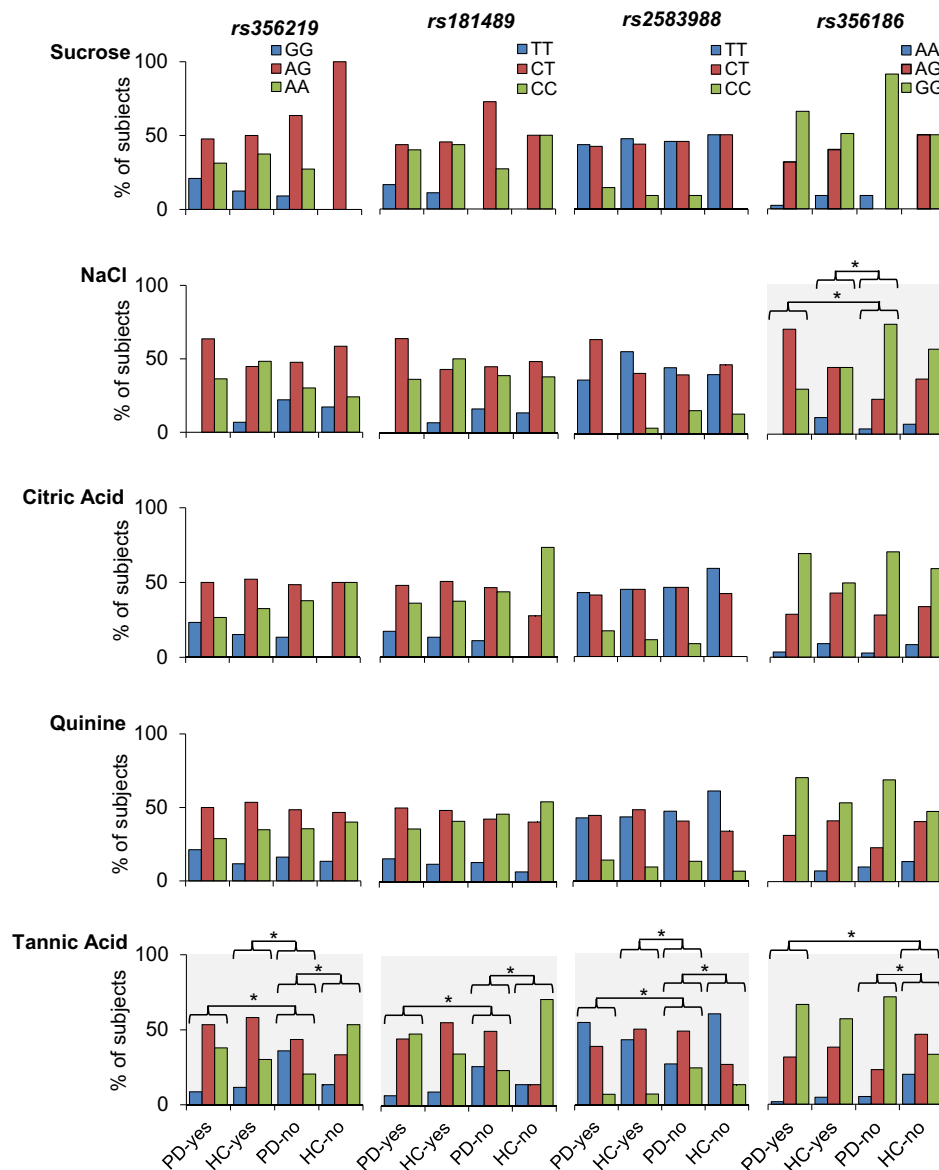 rs356219 rs181489 rs2583988 rs356186
Sucrose
GG
AG
AA
TT
CT
CC
TT
CT
CC
AA
AG
GG
% of subjects
100
50
0
NaCl
% of subjects
100
50
0
* 
*
Citric Acid
% of subjects
100
50
0
Quinine
% of subjects
100
50
0
Tannic Acid
% of subjects
100
50
0
* * *
* *
* * *
* *
PD-yes HC-yes PD-no HC-no PD-yes HC-yes PD-no HC-no PD-yes HC-yes PD-no HC-no PD-yes HC-yes PD-no HC-no